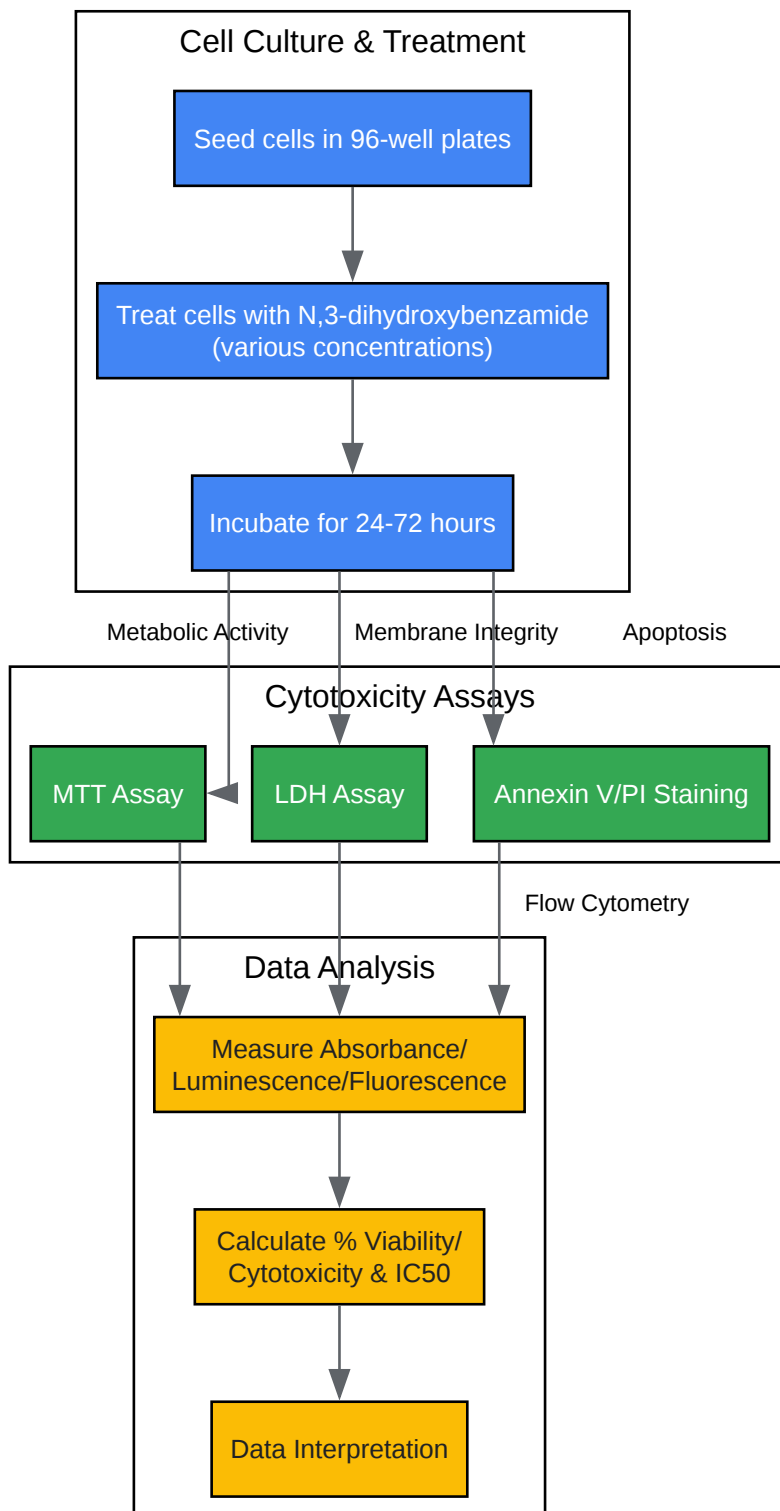 Cell Culture & Treatment
Seed cells in 96-well plates
Treat cells with N,3-dihydroxybenzamide
(various concentrations)
Incubate for 24-72 hours
Metabolic Activity
Membrane Integrity
Apoptosis
Cytotoxicity Assays
MTT Assay
LDH Assay
Annexin V/PI Staining
Flow Cytometry
Data Analysis
Measure Absorbance/
Luminescence/Fluorescence
Calculate % Viability/
Cytotoxicity & IC50
Data Interpretation